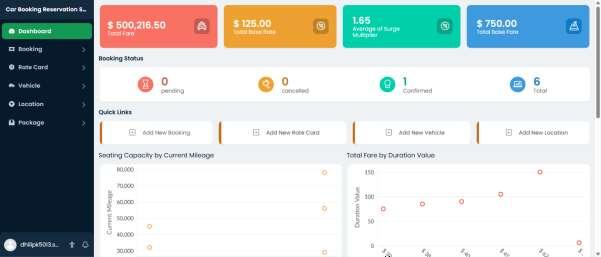 Car Booking Reservation S...
Dashboard
Booking
Rate Card
Vehicle
Location
Package
$ 500,216.50
Total Fare
$ 125.00
Total Base Rate
1.65
Average of Surge
Multiplier
$ 750.00
Total Base Fare
Booking Status
0
pending
0
cancelled
1
Confirmed
6
Total
Quick Links
Add New Booking
Add New Rate Card
Add New Vehicle
Add New Location
Seating Capacity by Current Mileage
80,000
70,000
60,000
50,000
40,000
30,000
Current Mileage
Total Fare by Duration Value
150
100
50
0
Duration Value